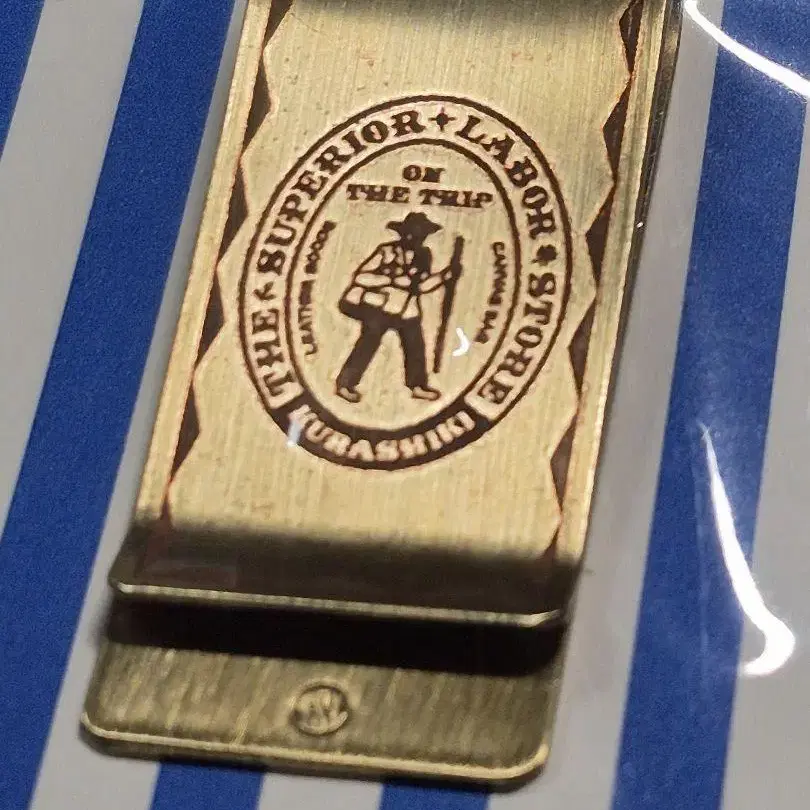 THE ✦ SUPERIOR ✦ LABOR ✦ STORE
ON
THE TRIP
LEATHER GOODS
CANVAS BAG
KURASHIKI